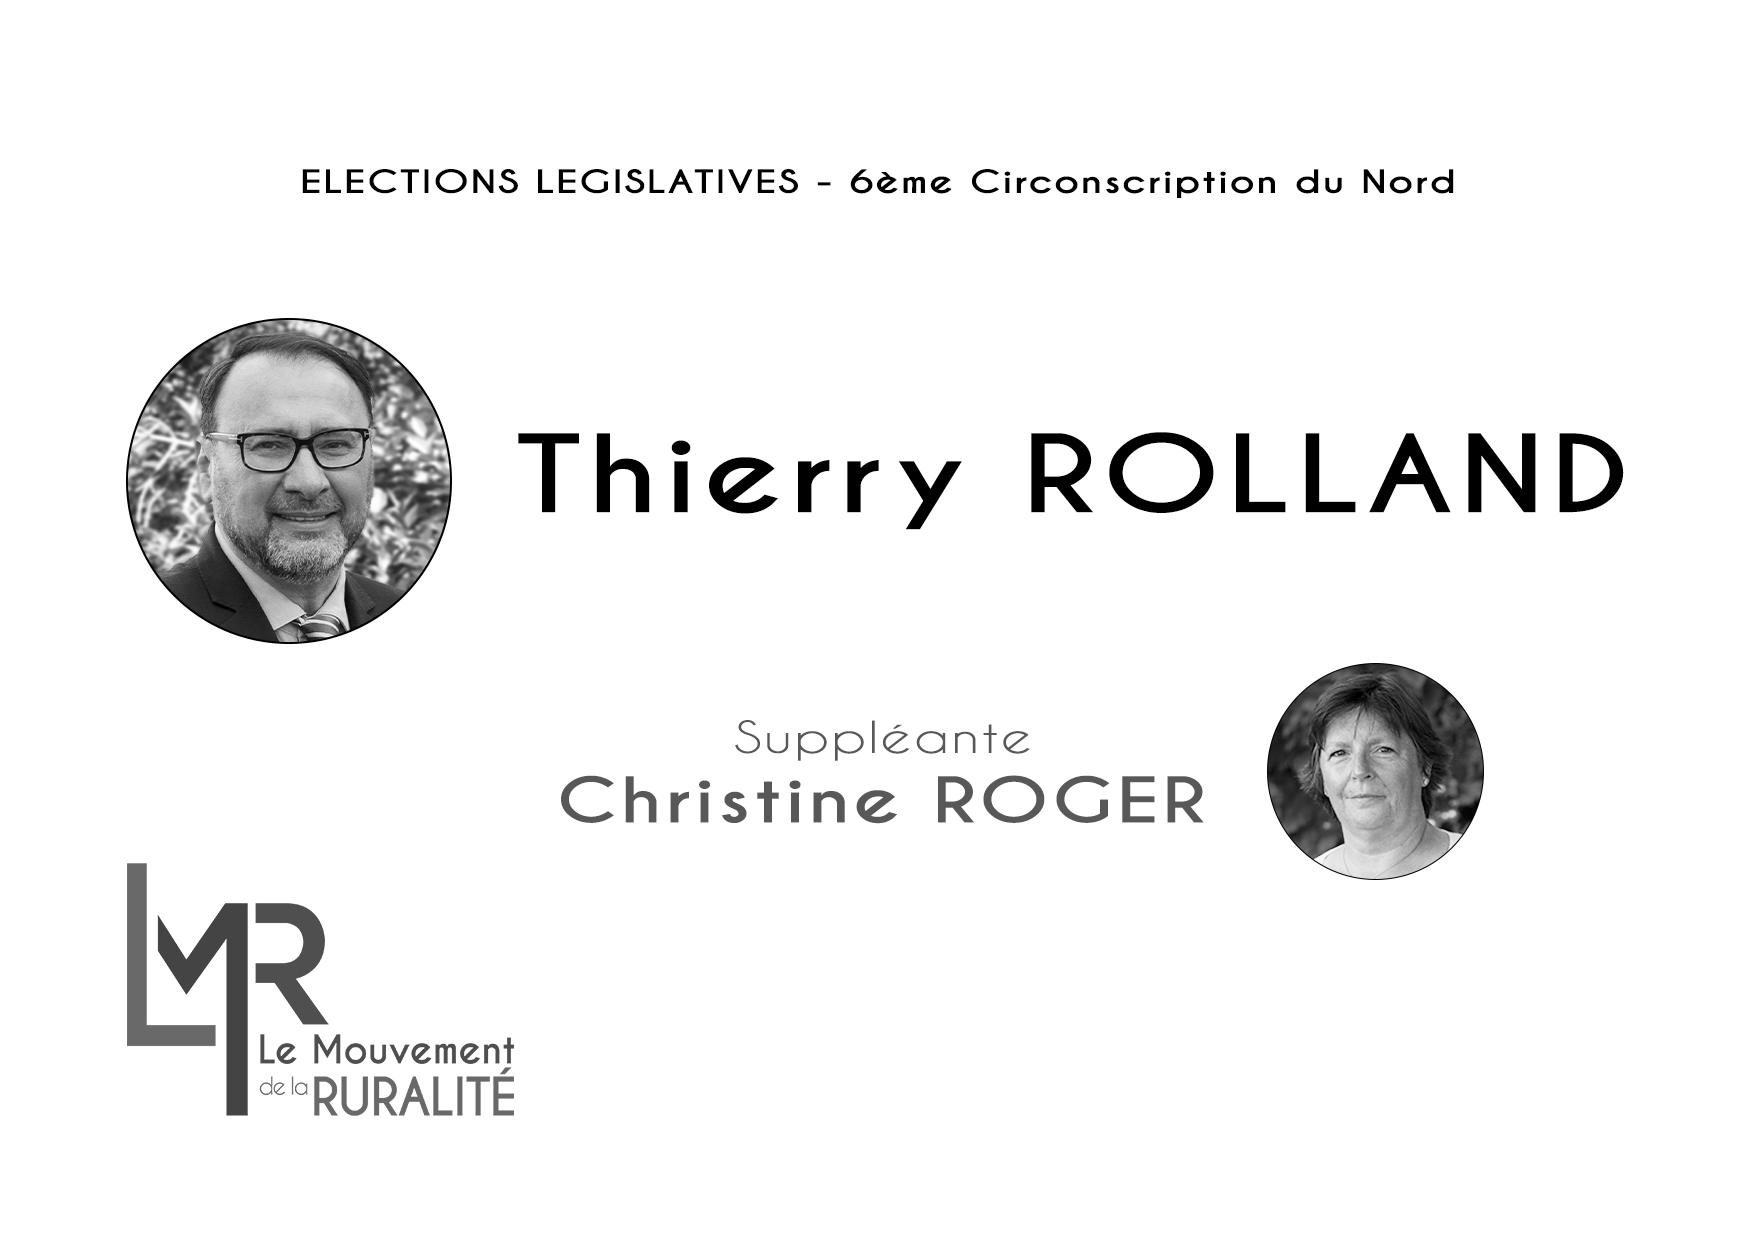 ELECTIONS LEGISLATIVES - 6ème Circonscription du Nord
Thierry ROLLAND
Suppléante
Christine ROGER
LMR
Le Mouvement
de la RURALITÉ